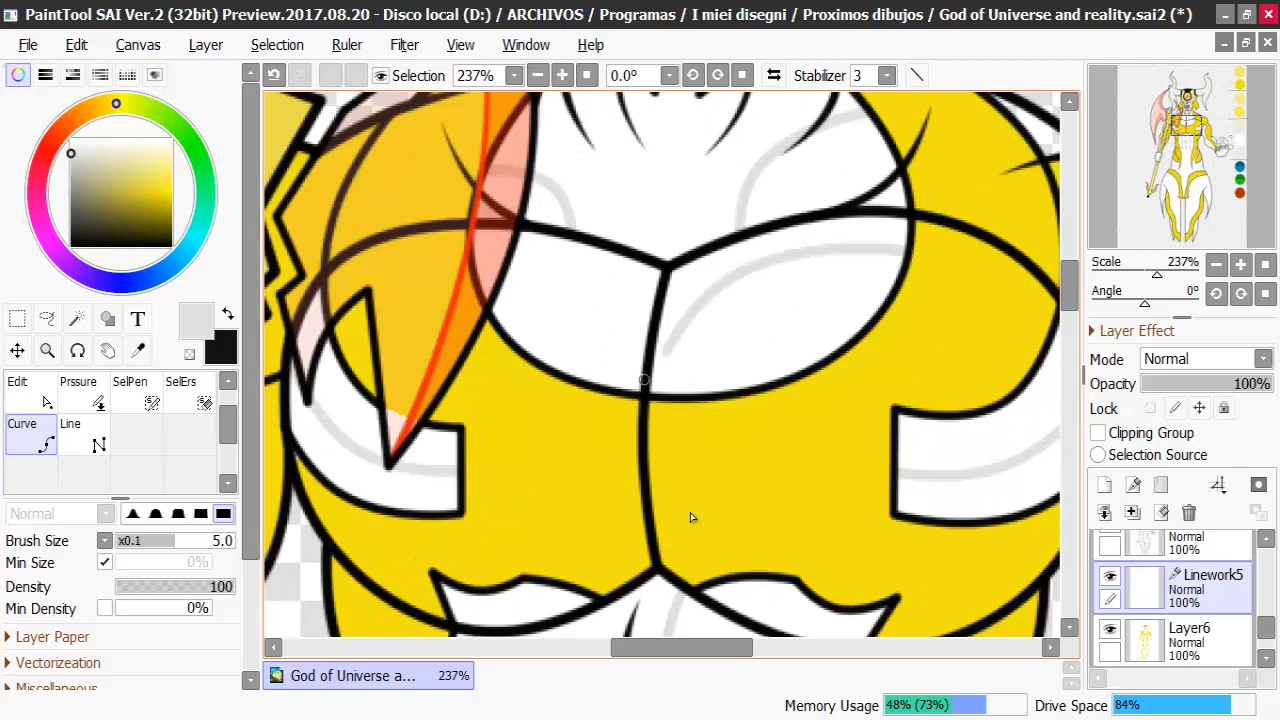 PaintTool SAI Ver.2 (32bit) Preview.2017.08.20 - Disco local (D:) / ARCHIVOS / Programas / I miei disegni / Proximos dibujos / God of Universe and reality.sai2 (*)
File Edit Canvas Layer Selection Ruler Filter View Window Help
Selection 237% 0.0° Stabilizer 3
Scale 237%
Angle 0°
T
Layer Effect
Mode Normal
Opacity 100%
Lock
Clipping Group
Selection Source
Edit Prssure SelPen SelErs
Curve Line
Normal
Brush Size x0.1 5.0
Min Size 0%
Density 100
Min Density 0%
Layer Paper
Vectorization
Miscellaneous
Normal
100%
Linework5
Normal
100%
Layer6
Normal
100%
God of Universe a... 237%
Memory Usage 48% (73%) Drive Space 84%